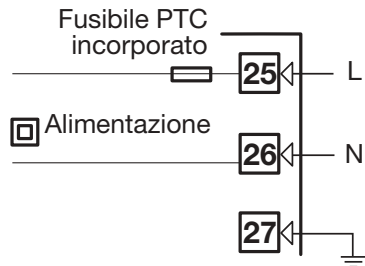 Fusibile PTC
incorporato
25 L
Alimentazione
26 N
27